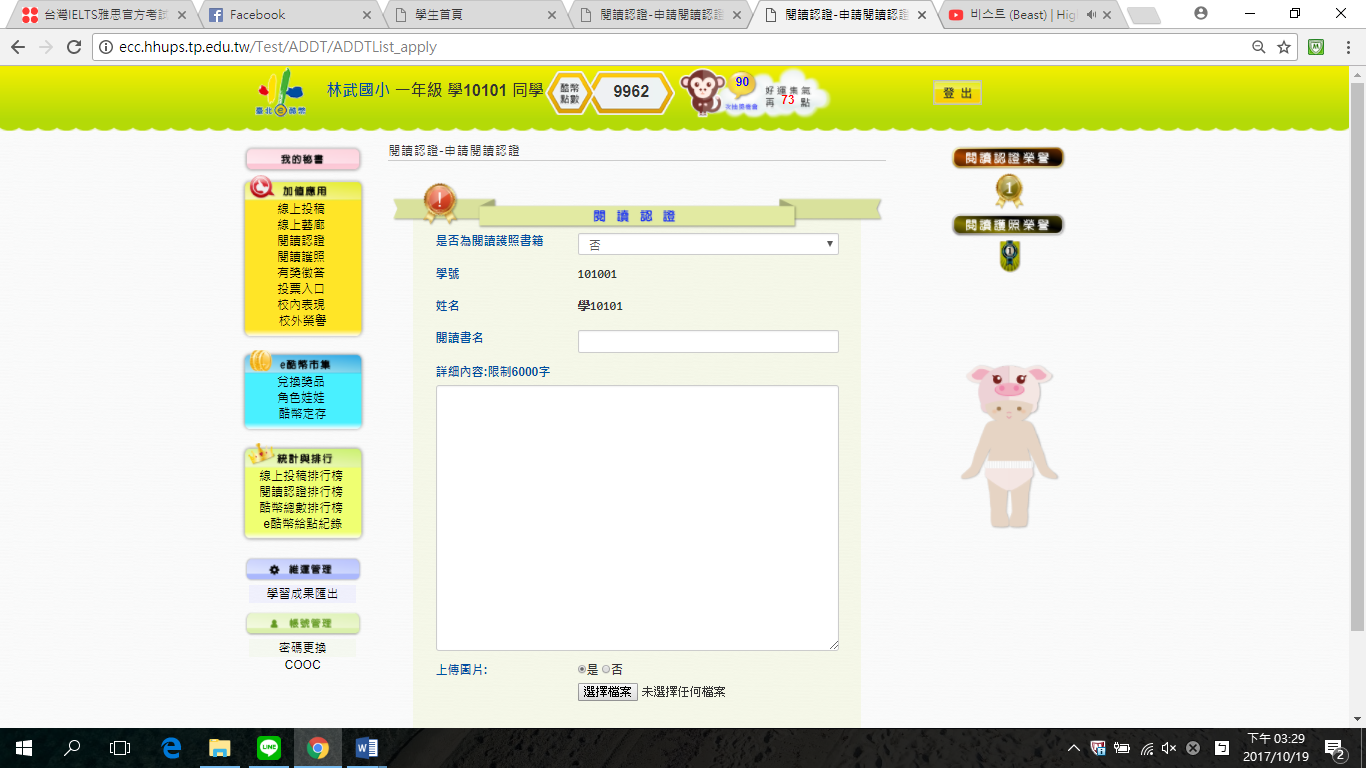 台灣IELTS雅思官方考試
Facebook
學生首頁
閱讀認證-申請閱讀認證
閱讀認證-申請閱讀認證
비스트 (Beast) | Higl
ecc.hhups.tp.edu.tw/Test/ADDT/ADDTList_apply
臺北e酷幣
林武國小 一年級 學10101 同學
酷幣
點數
9962
90
好運集氣
再 73 點
登出
閱讀認證-申請閱讀認證
我的秘書
加值應用
線上投稿
線上藝廊
閱讀認證
閱讀護照
有獎徵答
投票入口
校內表現
校外榮譽
e酷幣市集
兌換獎品
角色娃娃
酷幣定存
統計與排行
線上投稿排行榜
閱讀認證排行榜
酷幣總數排行榜
e酷幣給點紀錄
維運管理
學習成果匯出
帳號管理
密碼更換
COOC
!
閱 讀 認 證
是否為閱讀護照書籍
否
學號
101001
姓名
學10101
閱讀書名
詳細內容:限制6000字
上傳圖片:
是 否
選擇檔案 未選擇任何檔案
閱讀認證榮譽
1
閱讀護照榮譽
1
LINE
下午 03:29
2017/10/19
2